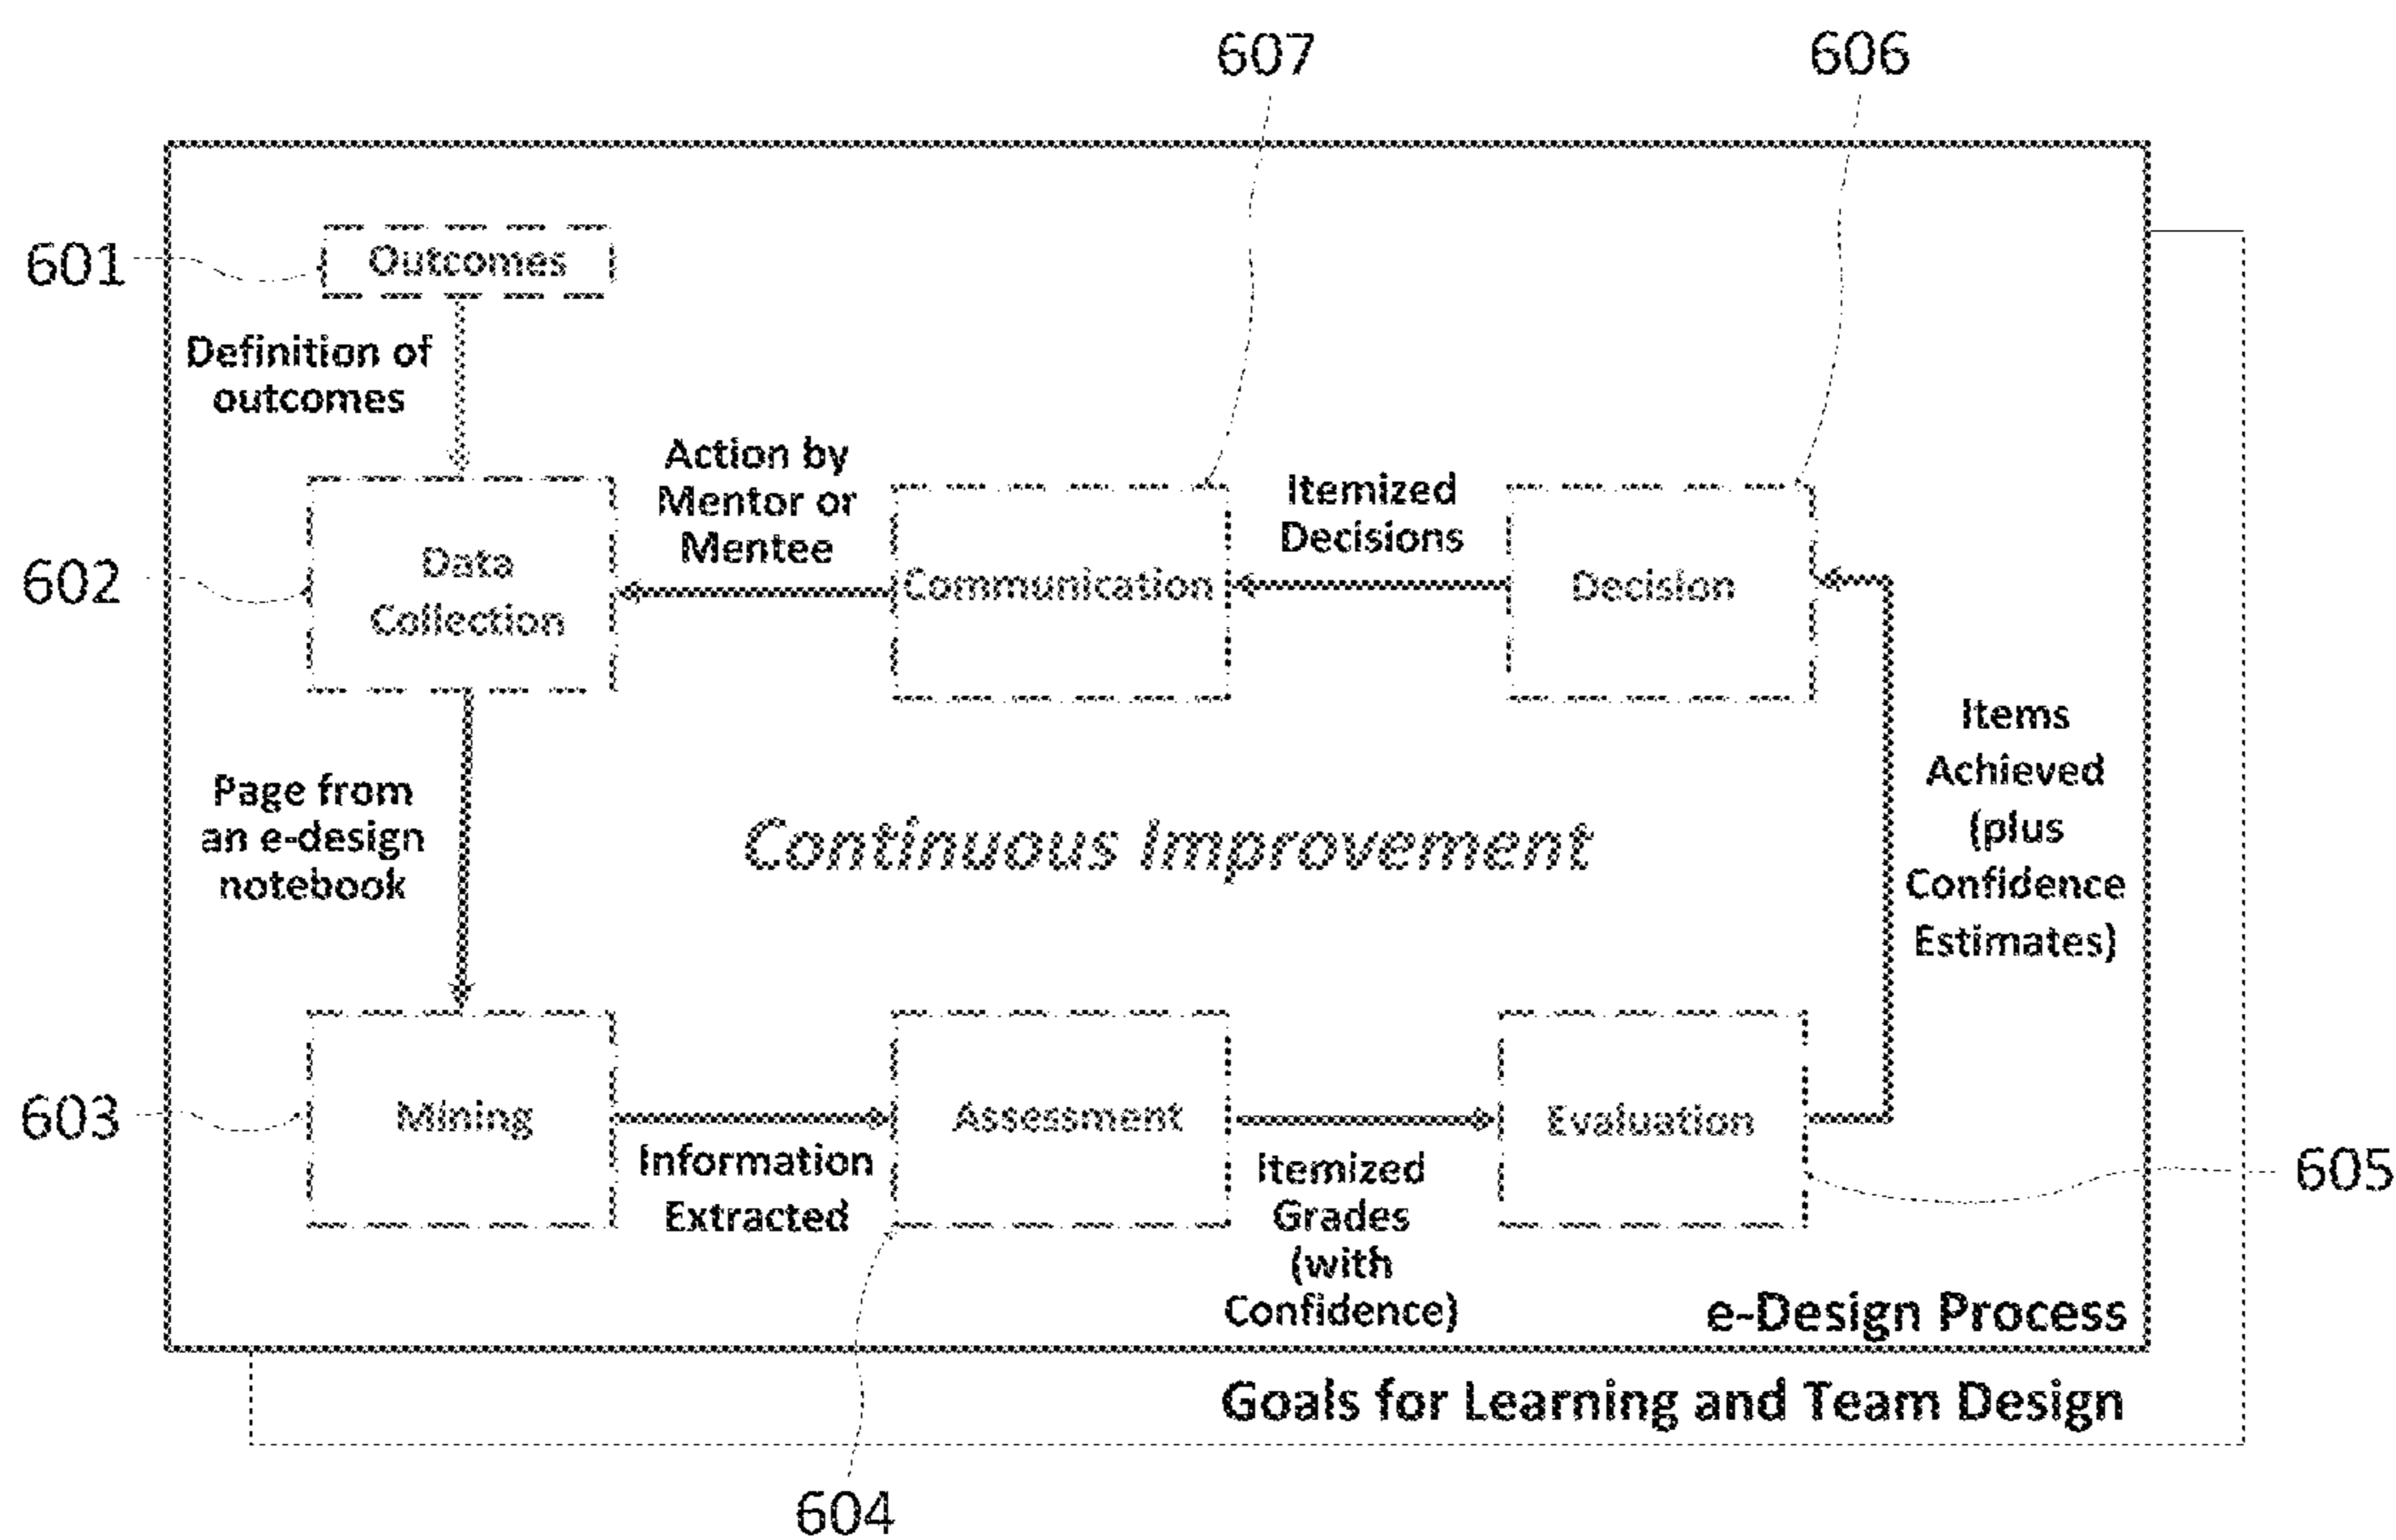 607
606
601
Outcomes
Definition of
outcomes
Action by
Mentor or
Mentee
Itemized
Decisions
602
Data
Collection
Communication
Decision
Items
Achieved
(plus
Confidence
Estimates)
Page from
an e-design
notebook
Continuous Improvement
603
Mining
Information
Extracted
Assessment
Itemized
Grades
(with
Confidence)
Evaluation
605
e-Design Process
Goals for Learning and Team Design
604